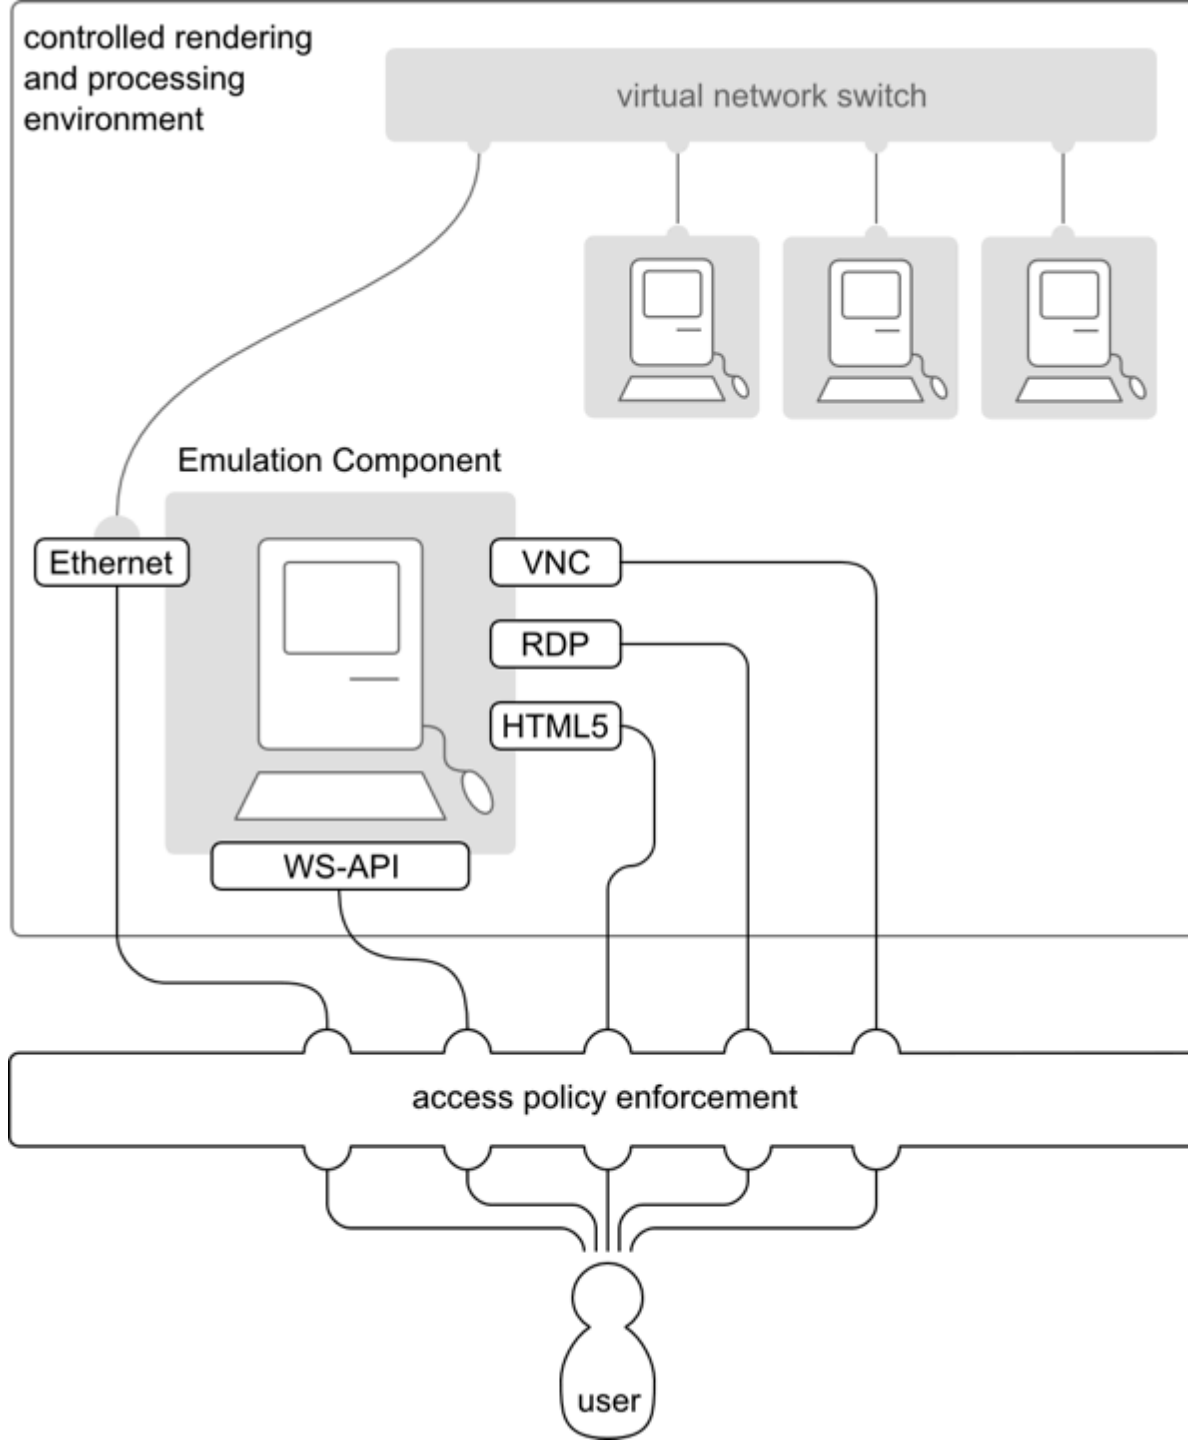 controlled rendering
and processing
environment
virtual network switch
Emulation Component
Ethernet
VNC
RDP
HTML5
WS-API
access policy enforcement
user